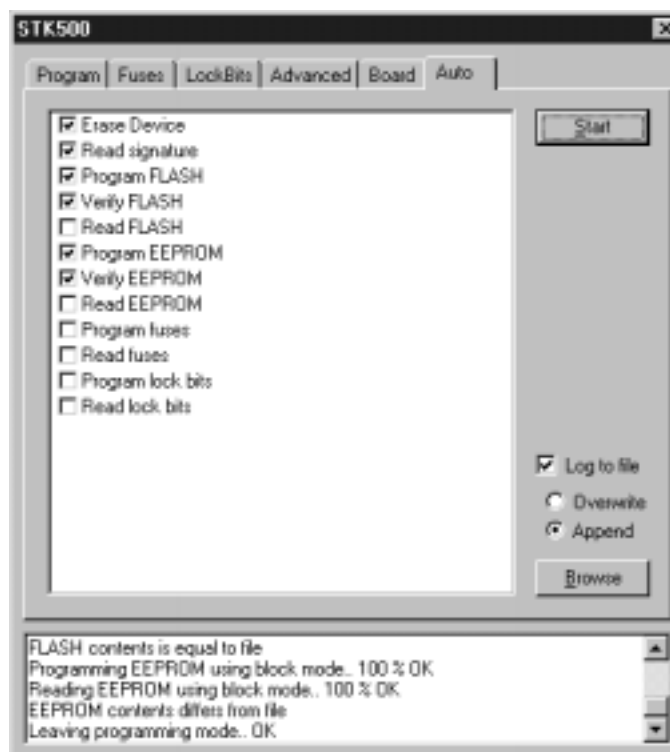 STK500
Program Fuses LockBits Advanced Board Auto
Erase Device
Read signature
Program FLASH
Verify FLASH
Read FLASH
Program EEPROM
Verify EEPROM
Read EEPROM
Program fuses
Read fuses
Program lock bits
Read lock bits
Start
Log to file
Overwrite
Append
Browse
FLASH contents is equal to file
Programming EEPROM using block mode.. 100 % OK
Reading EEPROM using block mode.. 100 % OK
EEPROM contents differs from file
Leaving programming mode.. OK